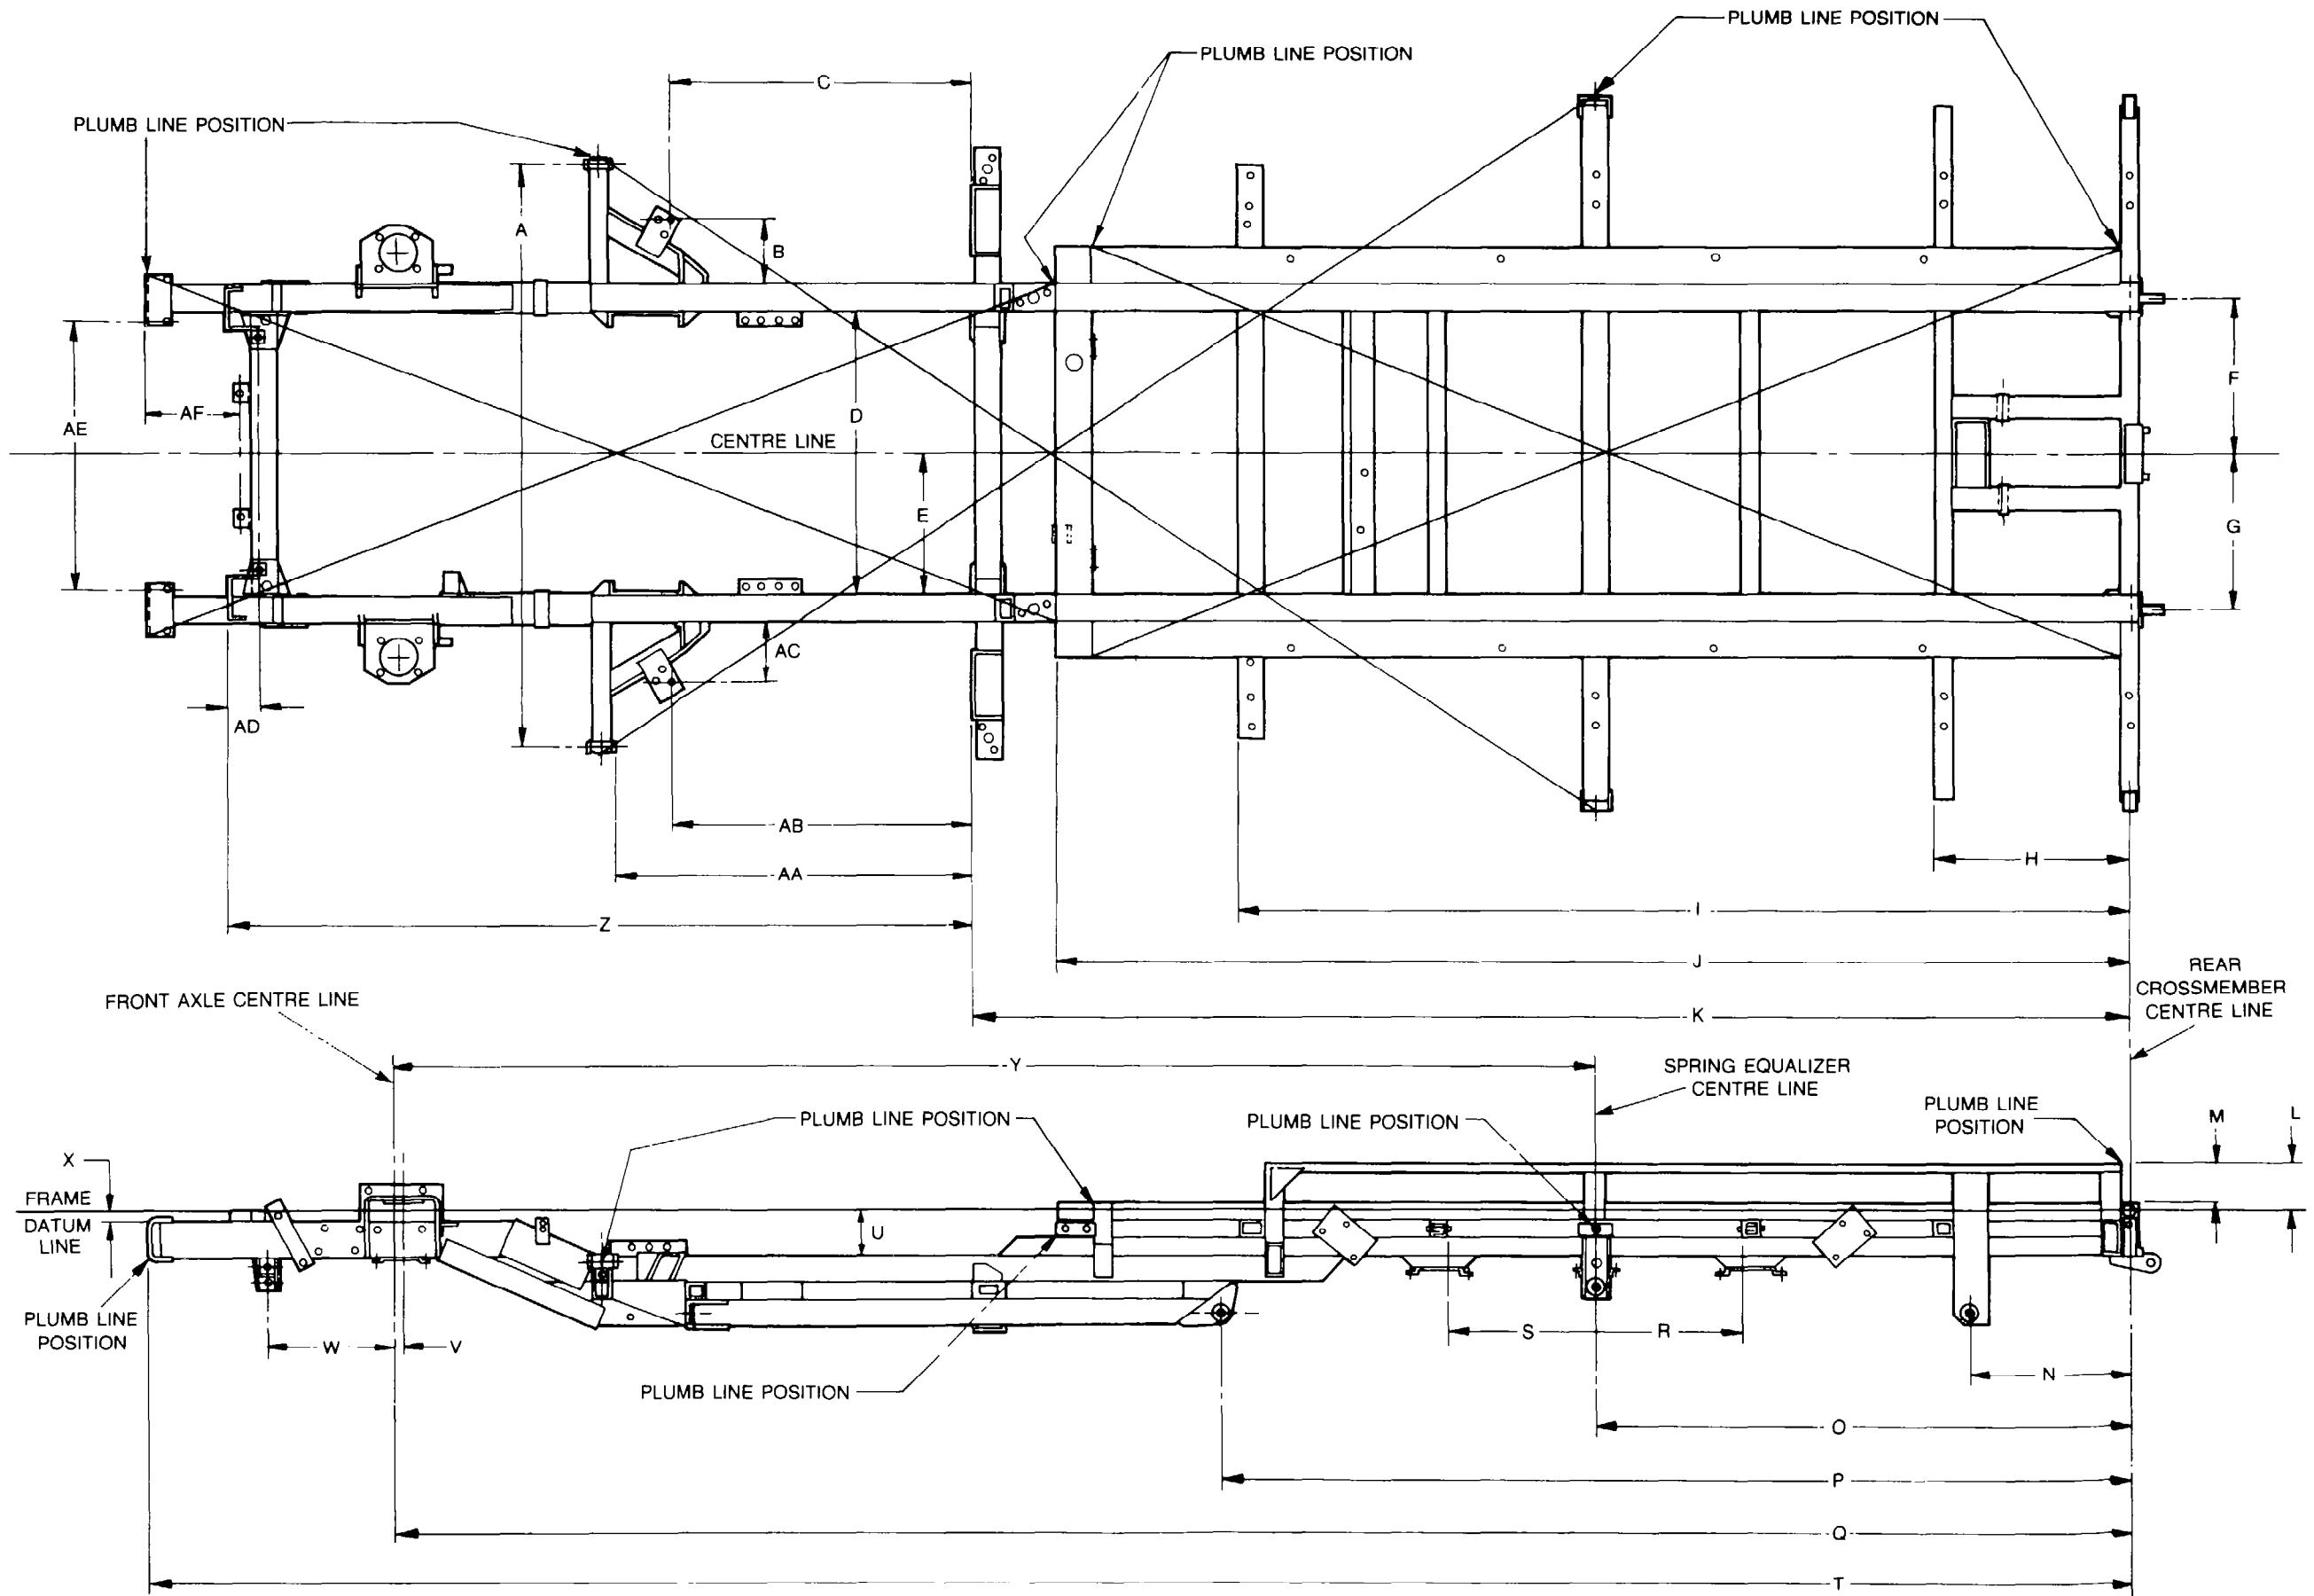 PLUMB LINE POSITION
PLUMB LINE POSITION
C
PLUMB LINE POSITION
A
B
F
AF
AE
D
CENTRE LINE
E
G
AC
AD
AB
H
AA
I
Z
J
REAR
CROSSMEMBER
CENTRE LINE
FRONT AXLE CENTRE LINE
K
Y
SPRING EQUALIZER
CENTRE LINE
PLUMB LINE POSITION
PLUMB LINE POSITION
PLUMB LINE
POSITION
M
L
X
FRAME
DATUM
LINE
U
PLUMB LINE
POSITION
W
V
S
R
N
PLUMB LINE POSITION
O
P
Q
T